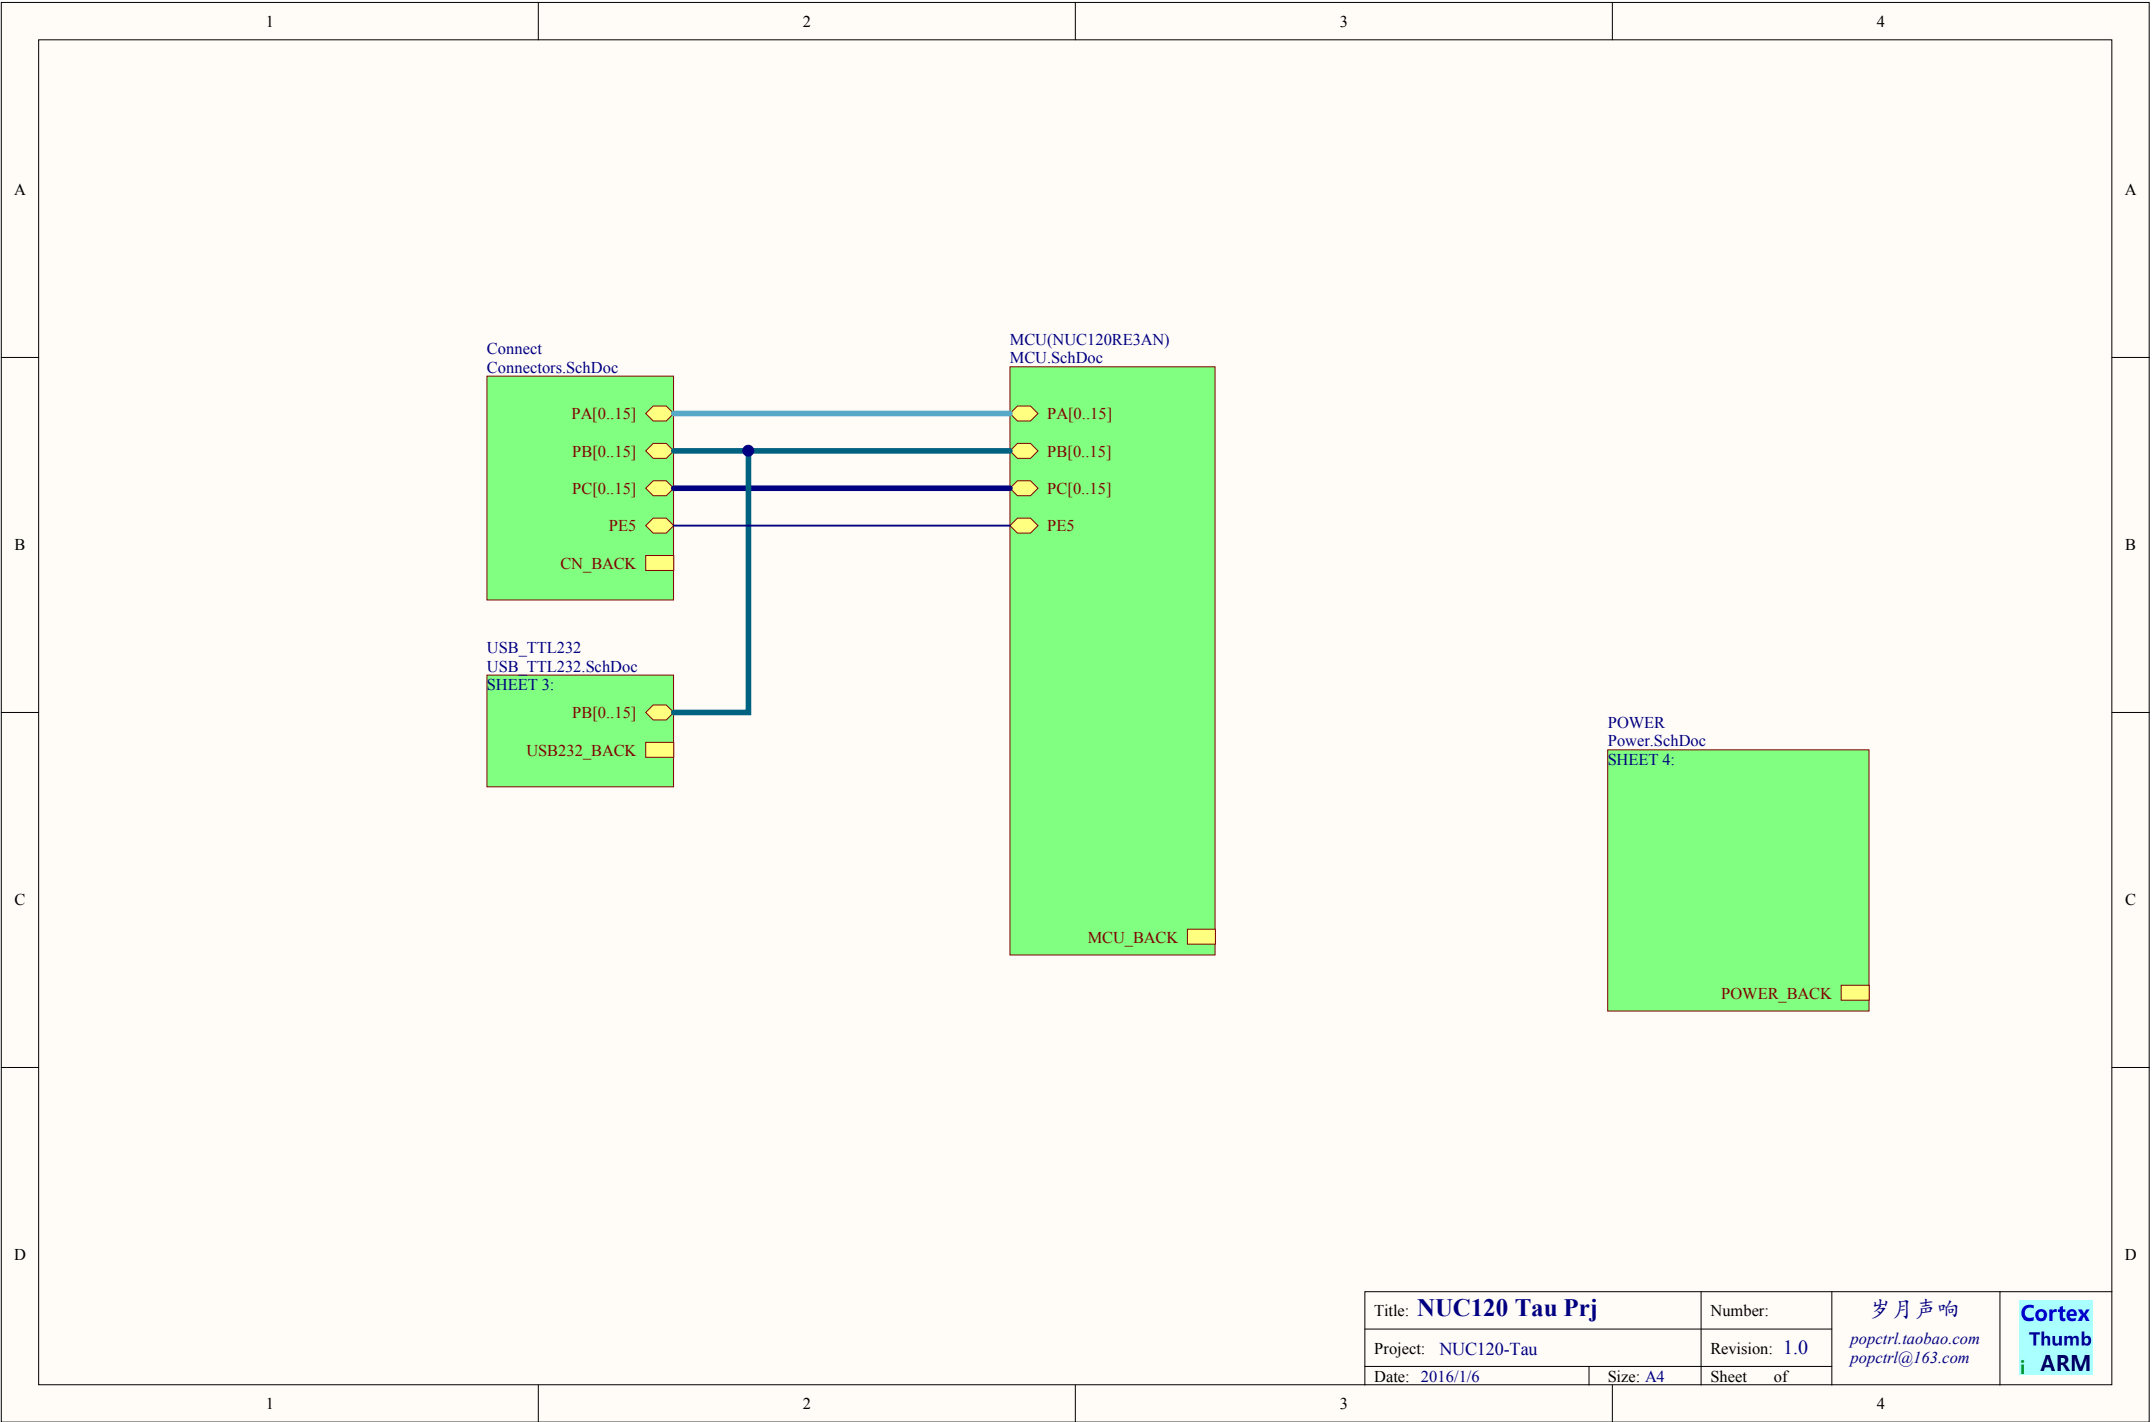 1 2 3 4
A A
MCU(NUC120RE3AN)
MCU.SchDoc
Connect
Connectors.SchDoc
PA[0..15] PA[0..15]
PB[0..15] PB[0..15]
PC[0..15] PC[0..15]
PE5 PE5
B B
CN_BACK
USB_TTL232
USB_TTL232.SchDoc
SHEET 3:
PB[0..15]
USB232_BACK
POWER
Power.SchDoc
SHEET 4:
C C
MCU_BACK
POWER_BACK
D D
Title: NUC120 Tau Prj
Number:
Project: NUC120-Tau
Revision: 1.0
Date: 2016/1/6
Size: A4
Sheet of
岁月声响
popctrl.taobao.com
popctrl@163.com
Cortex
Thumb
i ARM
1 2 3 4